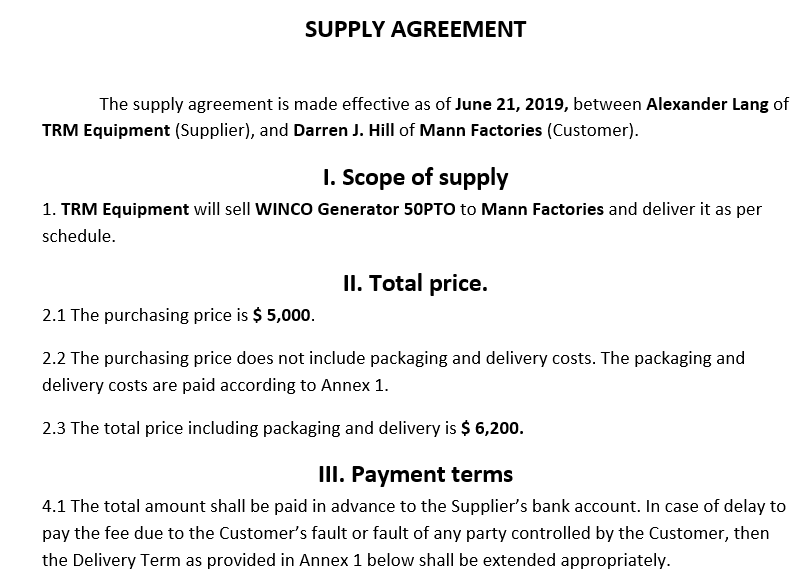 SUPPLY AGREEMENT
The supply agreement is made effective as of June 21, 2019, between Alexander Lang of
TRM Equipment (Supplier), and Darren J. Hill of Mann Factories (Customer).
I. Scope of supply
1. TRM Equipment will sell WINCO Generator 50PTO to Mann Factories and deliver it as per
schedule.
II. Total price.
2.1 The purchasing price is $ 5,000.
2.2 The purchasing price does not include packaging and delivery costs. The packaging and
delivery costs are paid according to Annex 1.
2.3 The total price including packaging and delivery is $ 6,200.
III. Payment terms
4.1 The total amount shall be paid in advance to the Supplier’s bank account. In case of delay to
pay the fee due to the Customer’s fault or fault of any party controlled by the Customer, then
the Delivery Term as provided in Annex 1 below shall be extended appropriately.